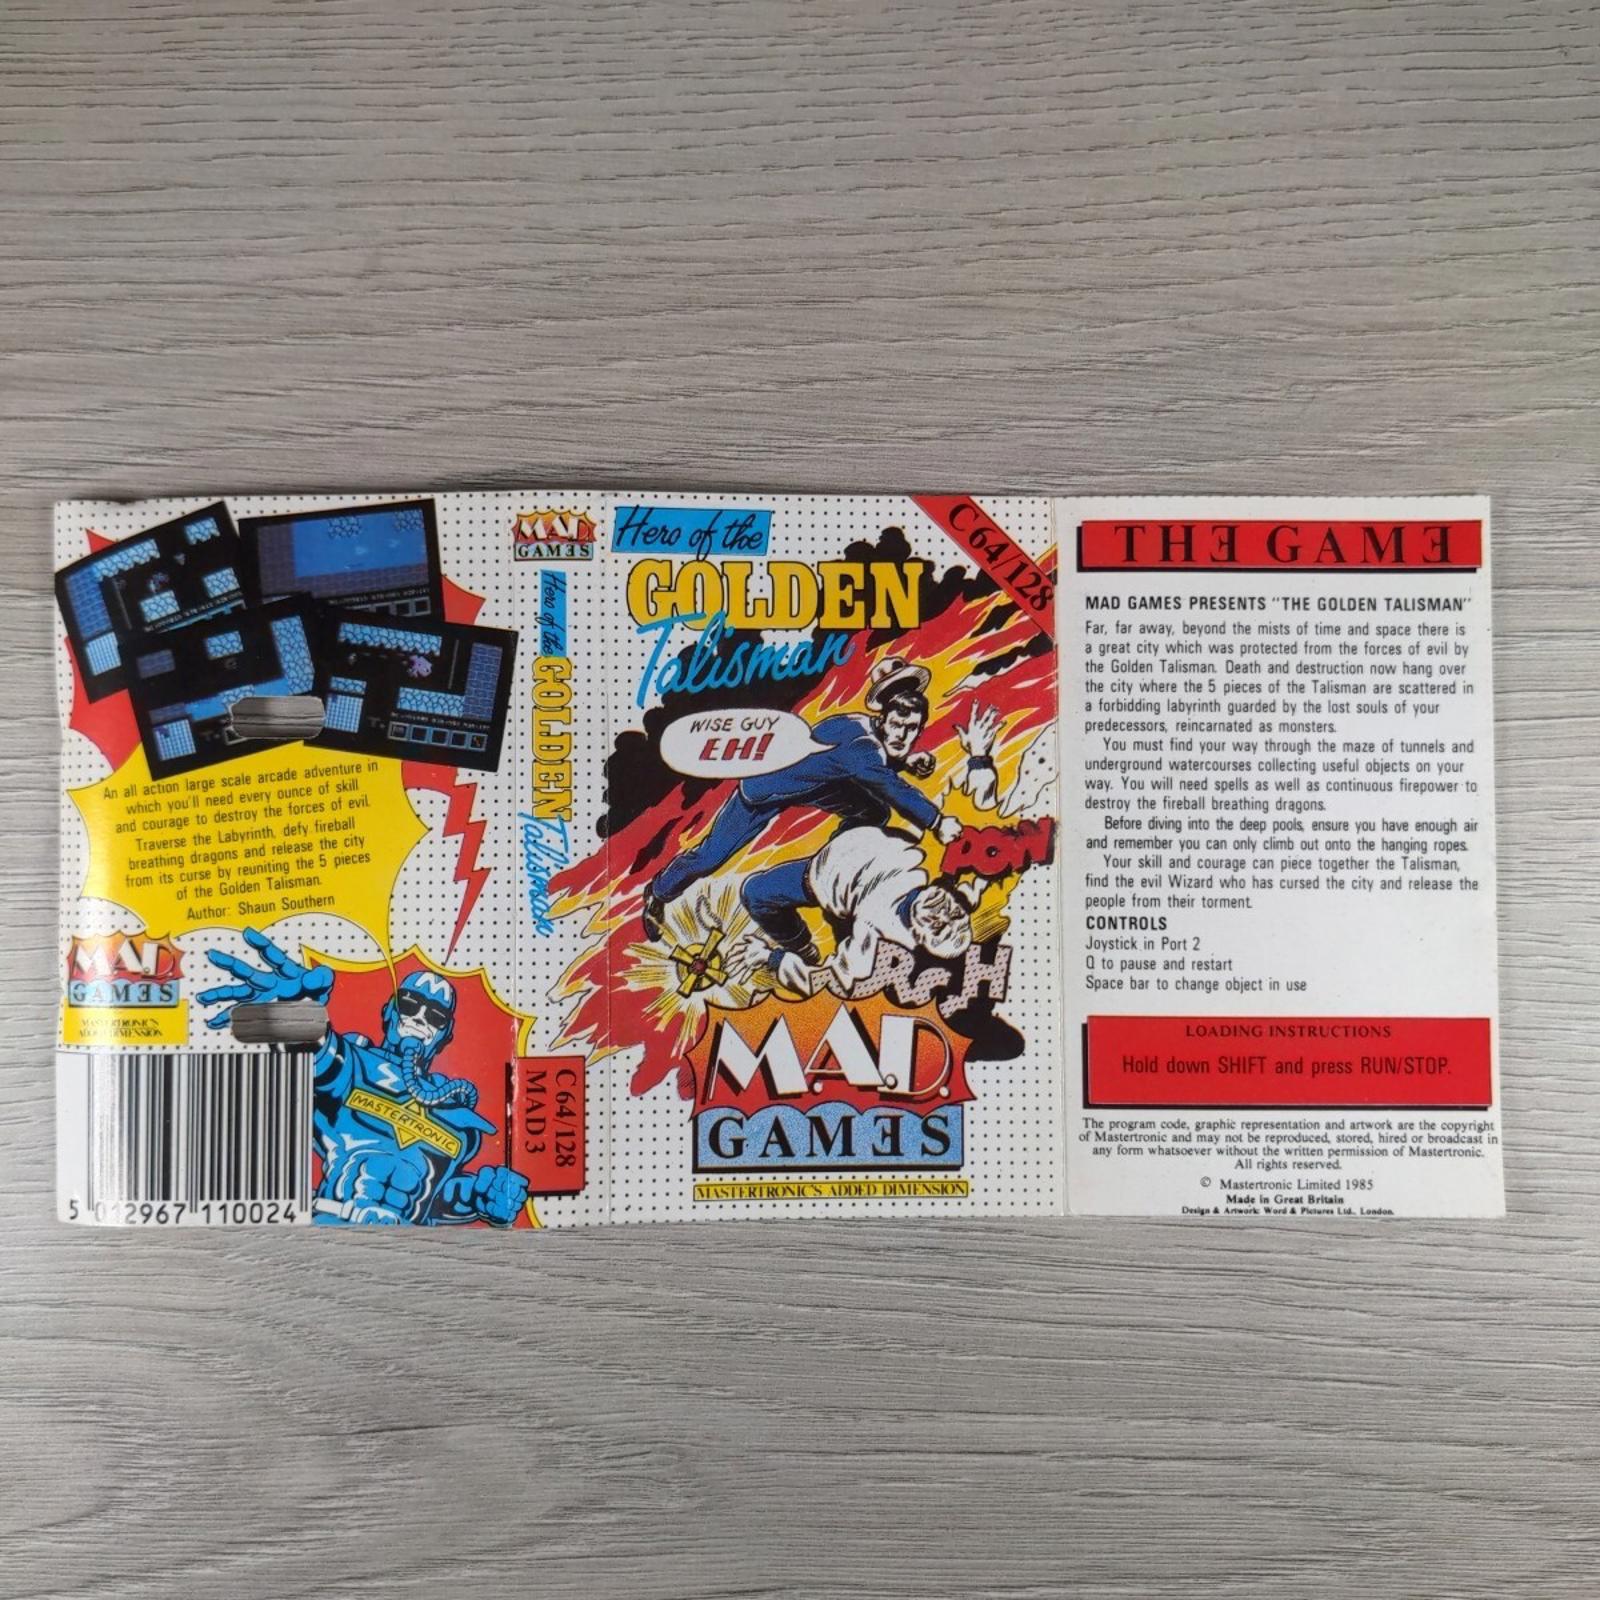 An all action large scale arcade adventure in
which you'll need every ounce of skill
and courage to destroy the forces of evil.
Traverse the Labyrinth, defy fireball
breathing dragons and release the city
from its curse by reuniting the 5 pieces
of the Golden Talisman.
Author: Shaun Southern
M.A.D.
GAMES
MASTERTRONIC'S
ADDED DIMENSION
M
MASTERTRONIC
5 012967 110024
M.A.D.
GAMES
Hero of the
GOLDEN
Talisman
C64/128
MAD 3
Hero of the
GOLDEN
Talisman
C64/128
WISE GUY
EH!
POW
M.A.D.
GAMES
MASTERTRONIC'S ADDED DIMENSION
THE GAME
MAD GAMES PRESENTS "THE GOLDEN TALISMAN"
Far, far away, beyond the mists of time and space there is
a great city which was protected from the forces of evil by
the Golden Talisman. Death and destruction now hang over
the city where the 5 pieces of the Talisman are scattered in
a forbidding labyrinth guarded by the lost souls of your
predecessors, reincarnated as monsters.
You must find your way through the maze of tunnels and
underground watercourses collecting useful objects on your
way. You will need spells as well as continuous firepower to
destroy the fireball breathing dragons.
Before diving into the deep pools, ensure you have enough air
and remember you can only climb out onto the hanging ropes.
Your skill and courage can piece together the Talisman,
find the evil Wizard who has cursed the city and release the
people from their torment.
CONTROLS
Joystick in Port 2
Q to pause and restart
Space bar to change object in use
LOADING INSTRUCTIONS
Hold down SHIFT and press RUN/STOP.
The program code, graphic representation and artwork are the copyright
of Mastertronic and may not be reproduced, stored, hired or broadcast in
any form whatsoever without the written permission of Mastertronic.
All rights reserved.
© Mastertronic Limited 1985
Made in Great Britain
Design & Artwork: Word & Pictures Ltd., London.